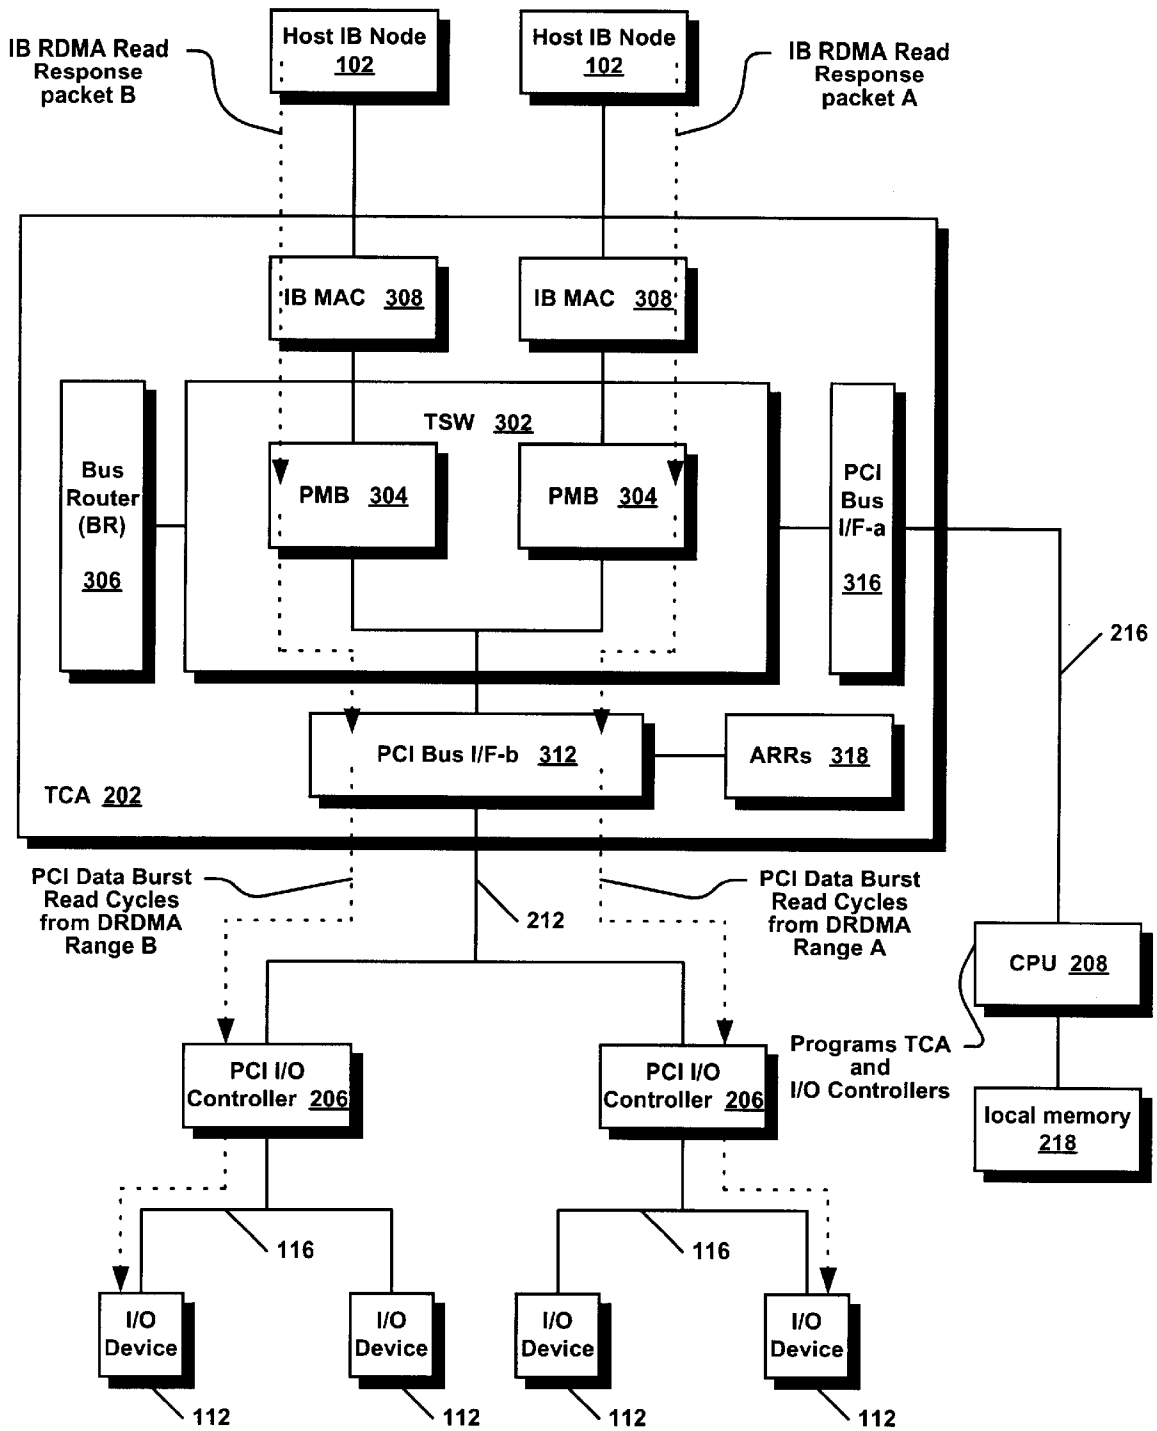 IB RDMA Read
Response
packet B
Host IB Node
102
Host IB Node
102
IB RDMA Read
Response
packet A
IB MAC 308
IB MAC 308
TSW 302
Bus
Router
(BR)
306
PMB 304
PMB 304
PCI
Bus
I/F-a
316
216
PCI Bus I/F-b 312
ARRs 318
TCA 202
PCI Data Burst
Read Cycles
from DRDMA
Range B
212
PCI Data Burst
Read Cycles
from DRDMA
Range A
CPU 208
Programs TCA
and
I/O Controllers
PCI I/O
Controller 206
PCI I/O
Controller 206
local memory
218
116
116
I/O
Device
I/O
Device
I/O
Device
I/O
Device
112
112
112
112